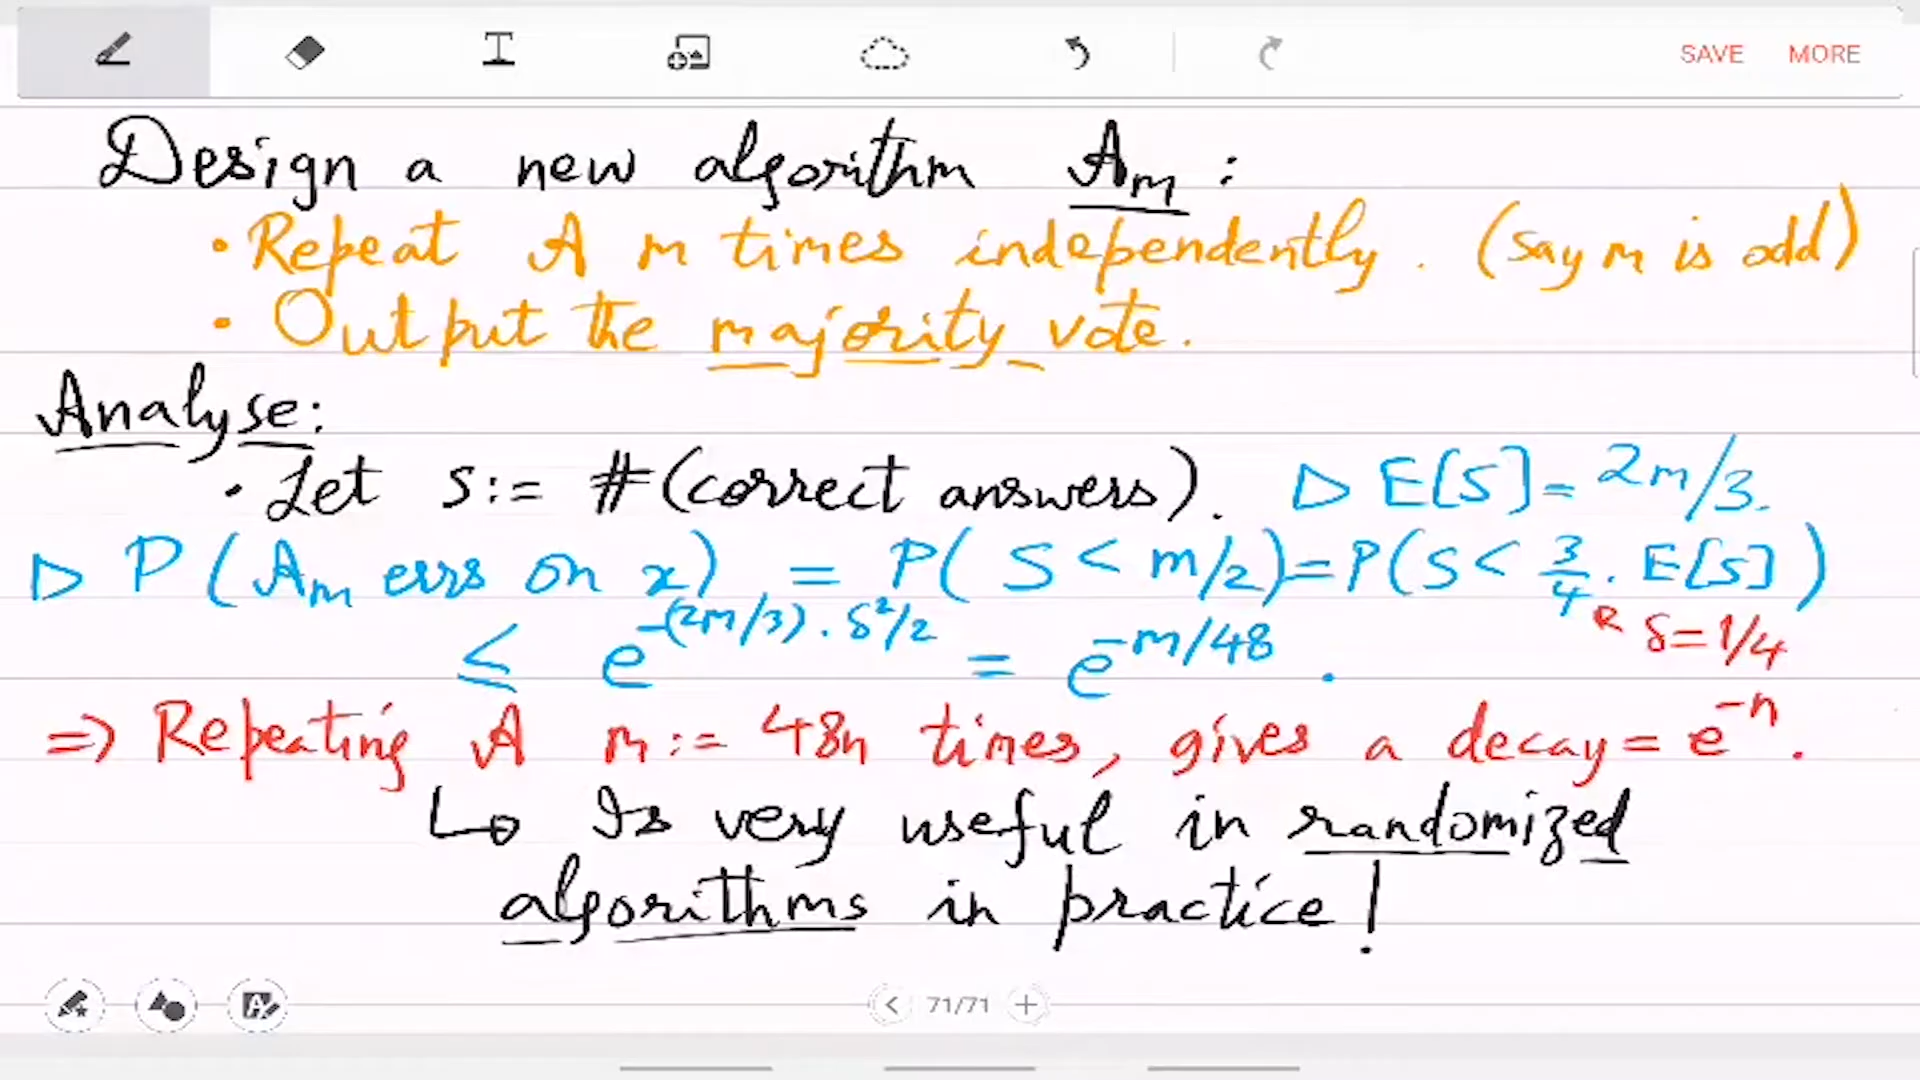 SAVE MORE
Design a new algorithm Am :
• Repeat A m times independently. (say m is odd)
• Output the majority vote.
Analyse:
• Let S := #(correct answers). ▷ E[S] = 2m/3.
▷ P(Am errs on x) = P(S < m/2) = P(S < 3/4 . E[S])
≤ e^{-(2m/3) . δ²/2} = e^{-m/48} . δ = 1/4
⇒ Repeating A m := 48n times, gives a decay = e^{-n}.
↳ Is very useful in randomized
algorithms in practice!
71/71